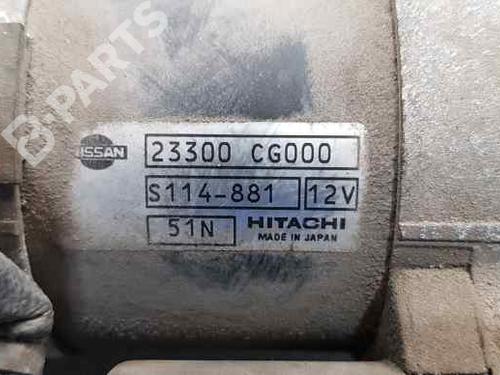 B-PARTS
NISSAN
23300 CG000
S114-881 12V
51N HITACHI
MADE IN JAPAN